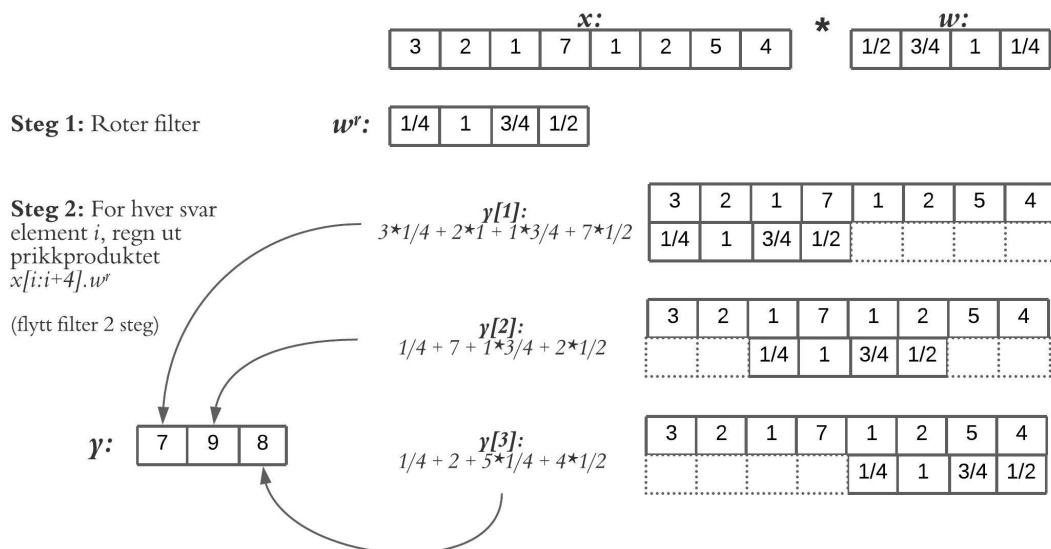 x: * w:
3 2 1 7 1 2 5 4 1/2 3/4 1 1/4
Steg 1: Roter filter
wʳ: 1/4 1 3/4 1/2
Steg 2: For hver svar
element i, regn ut
prikkproduktet
x[i:i+4].wʳ
(flytt filter 2 steg)
y[1]:
3*1/4 + 2*1 + 1*3/4 + 7*1/2
3 2 1 7 1 2 5 4
1/4 1 3/4 1/2
y[2]:
1/4 + 7 + 1*3/4 + 2*1/2
3 2 1 7 1 2 5 4
1/4 1 3/4 1/2
y: 7 9 8
y[3]:
1/4 + 2 + 5*1/4 + 4*1/2
3 2 1 7 1 2 5 4
1/4 1 3/4 1/2